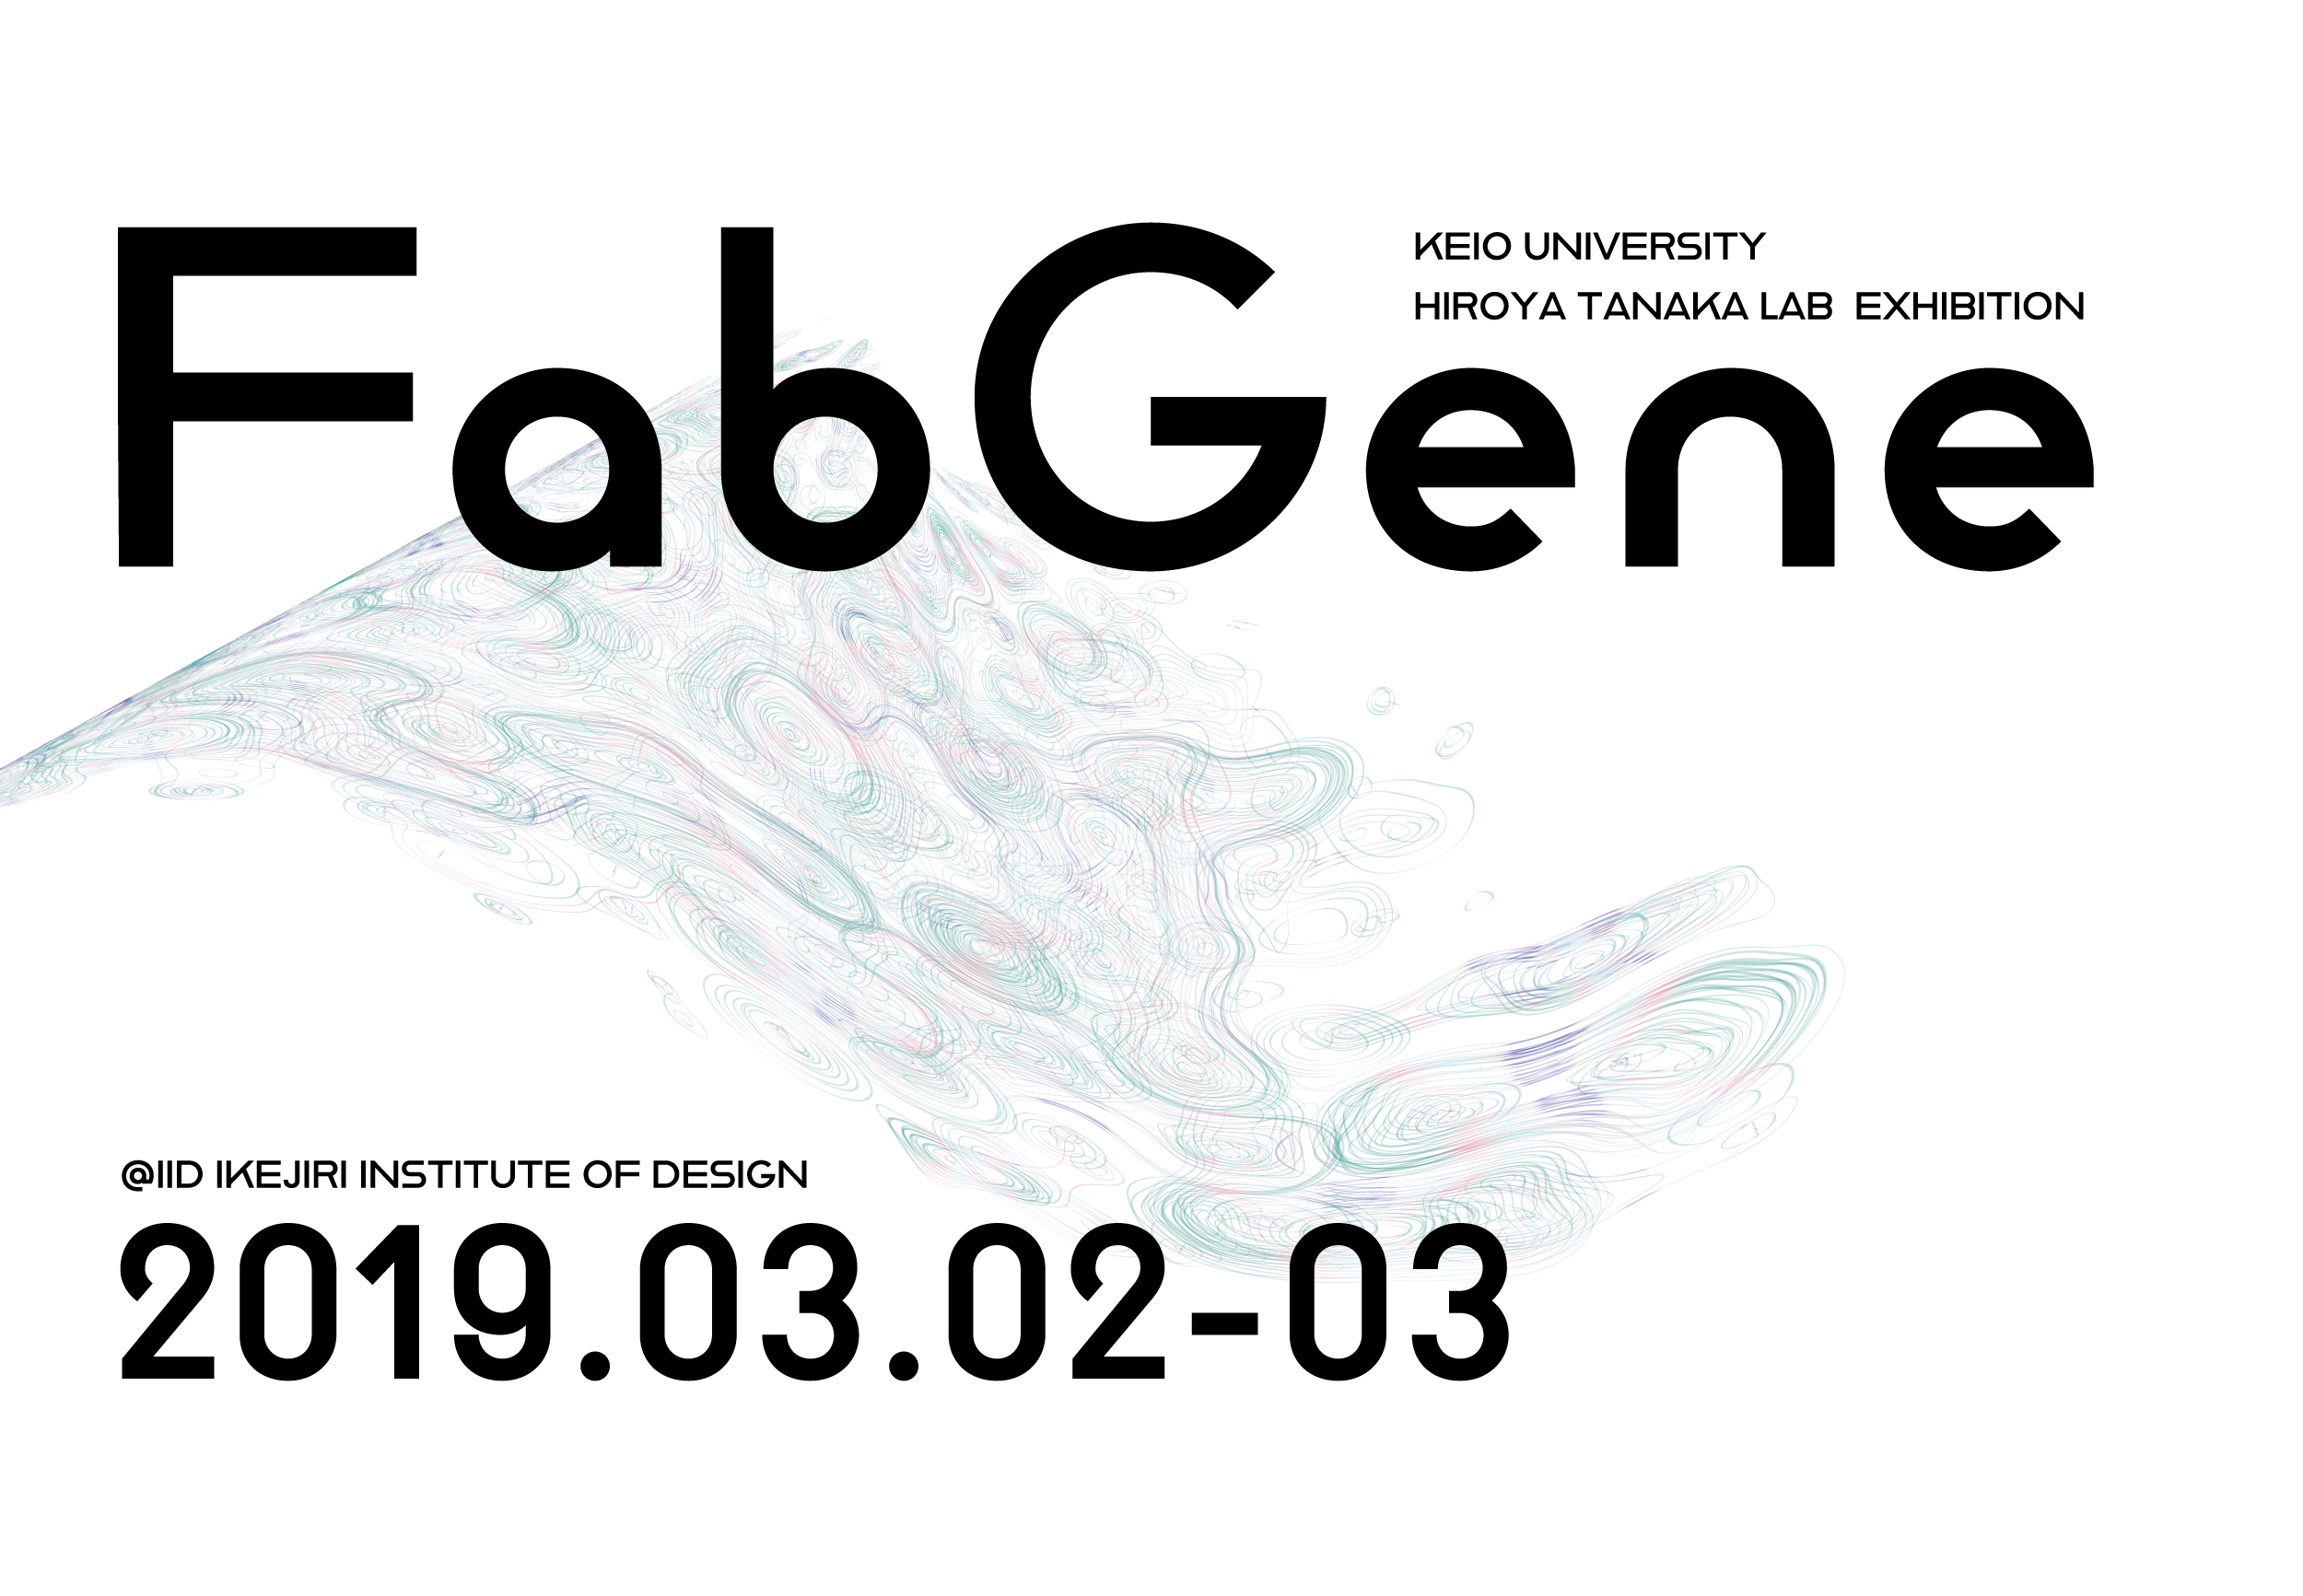 FabGene
KEIO UNIVERSITY
HIROYA TANAKA LAB EXHIBITION
@IID IKEJIRI INSTITUTE OF DESIGN
2019.03.02-03